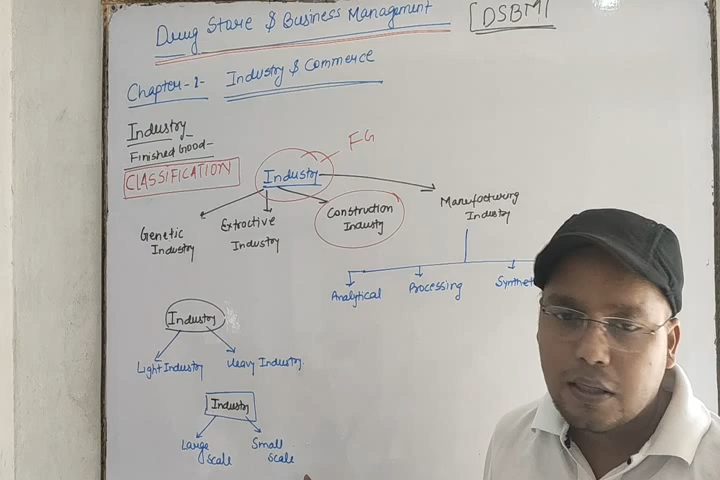 Drug Store & Business Management [DSBM]
Chapter-1- Industry & Commerce
Industry
Finished Good-
CLASSIFICATION
FG
Industry
Genetic
Industry
Extractive
Industry
Construction
Industry
Manufacturing
Industry
Analytical
Processing
Synthet
Industry
Light Industry
Heavy Industry.
Industry
Large
Scale
Small
Scale